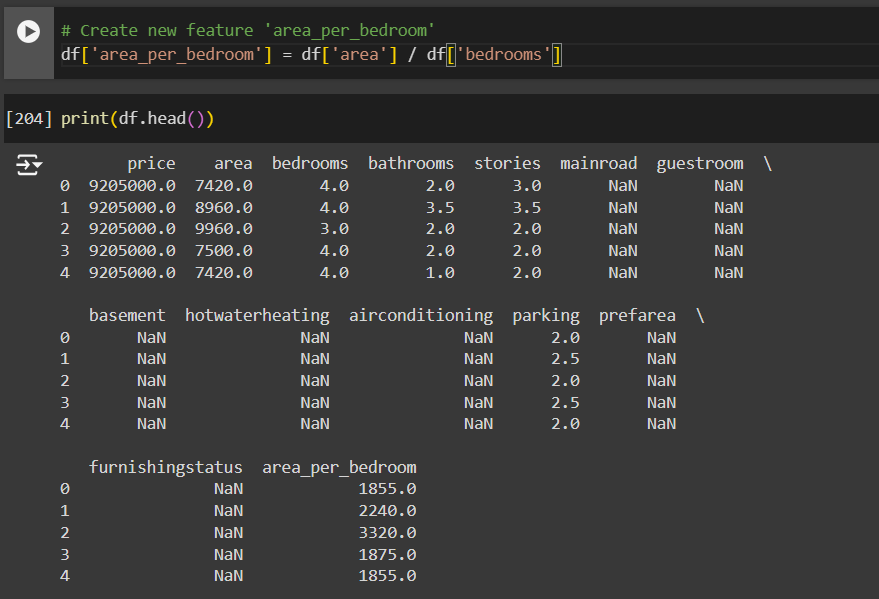 # Create new feature 'area_per_bedroom'
df['area_per_bedroom'] = df['area'] / df['bedrooms']
[204] print(df.head())
price area bedrooms bathrooms stories mainroad guestroom \
0 9205000.0 7420.0 4.0 2.0 3.0 NaN NaN
1 9205000.0 8960.0 4.0 3.5 3.5 NaN NaN
2 9205000.0 9960.0 3.0 2.0 2.0 NaN NaN
3 9205000.0 7500.0 4.0 2.0 2.0 NaN NaN
4 9205000.0 7420.0 4.0 1.0 2.0 NaN NaN
basement hotwaterheating airconditioning parking prefarea \
0 NaN NaN NaN 2.0 NaN
1 NaN NaN NaN 2.5 NaN
2 NaN NaN NaN 2.0 NaN
3 NaN NaN NaN 2.5 NaN
4 NaN NaN NaN 2.0 NaN
furnishingstatus area_per_bedroom
0 NaN 1855.0
1 NaN 2240.0
2 NaN 3320.0
3 NaN 1875.0
4 NaN 1855.0